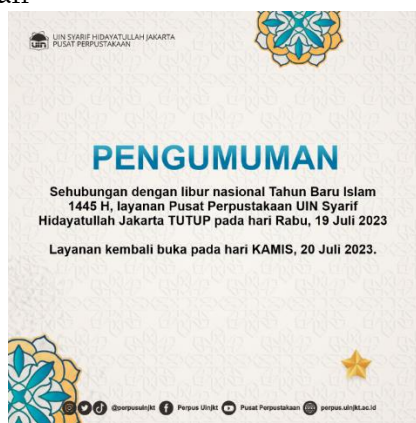 UIN SYARIF HIDAYATULLAH JAKARTA
PUSAT PERPUSTAKAAN
PENGUMUMAN
Sehubungan dengan libur nasional Tahun Baru Islam
1445 H, layanan Pusat Perpustakaan UIN Syarif
Hidayatullah Jakarta TUTUP pada hari Rabu, 19 Juli 2023
Layanan kembali buka pada hari KAMIS, 20 Juli 2023.
@perpusuinjkt Perpus Uinjkt Pusat Perpustakaan perpus.uinjkt.ac.id